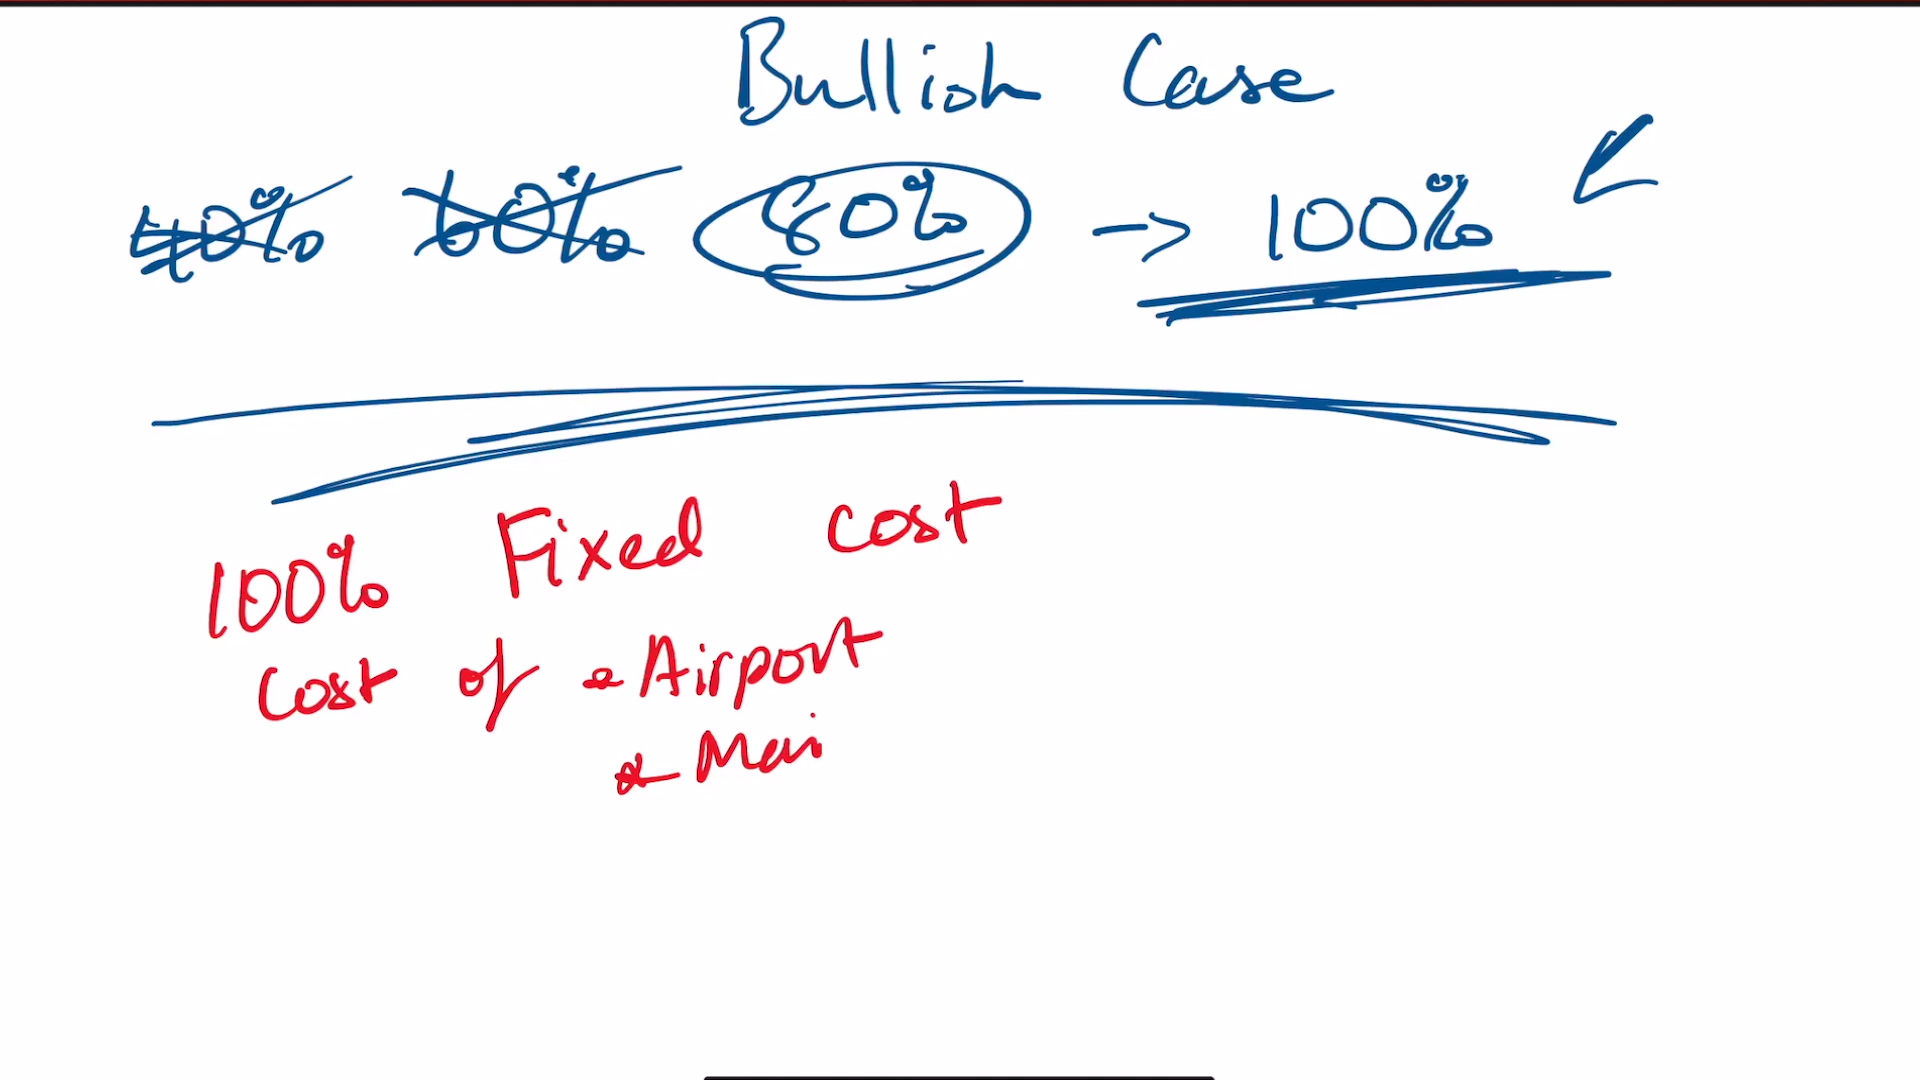 Bullish Case
40% 60% 80% -> 100%
100% Fixed cost
cost of Airport
Mai